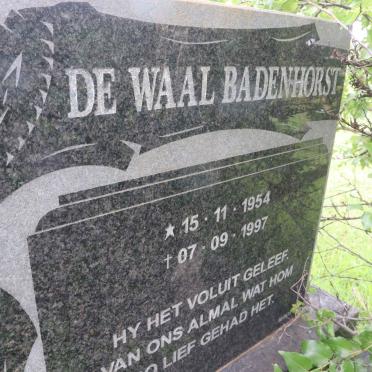 DE WAAL BADENHORST
★ 15 · 11 · 1954
† 07 · 09 · 1997
HY HET VOLUIT GELEEF.
VAN ONS ALMAL WAT HOM
O LIEF GEHAD HET.